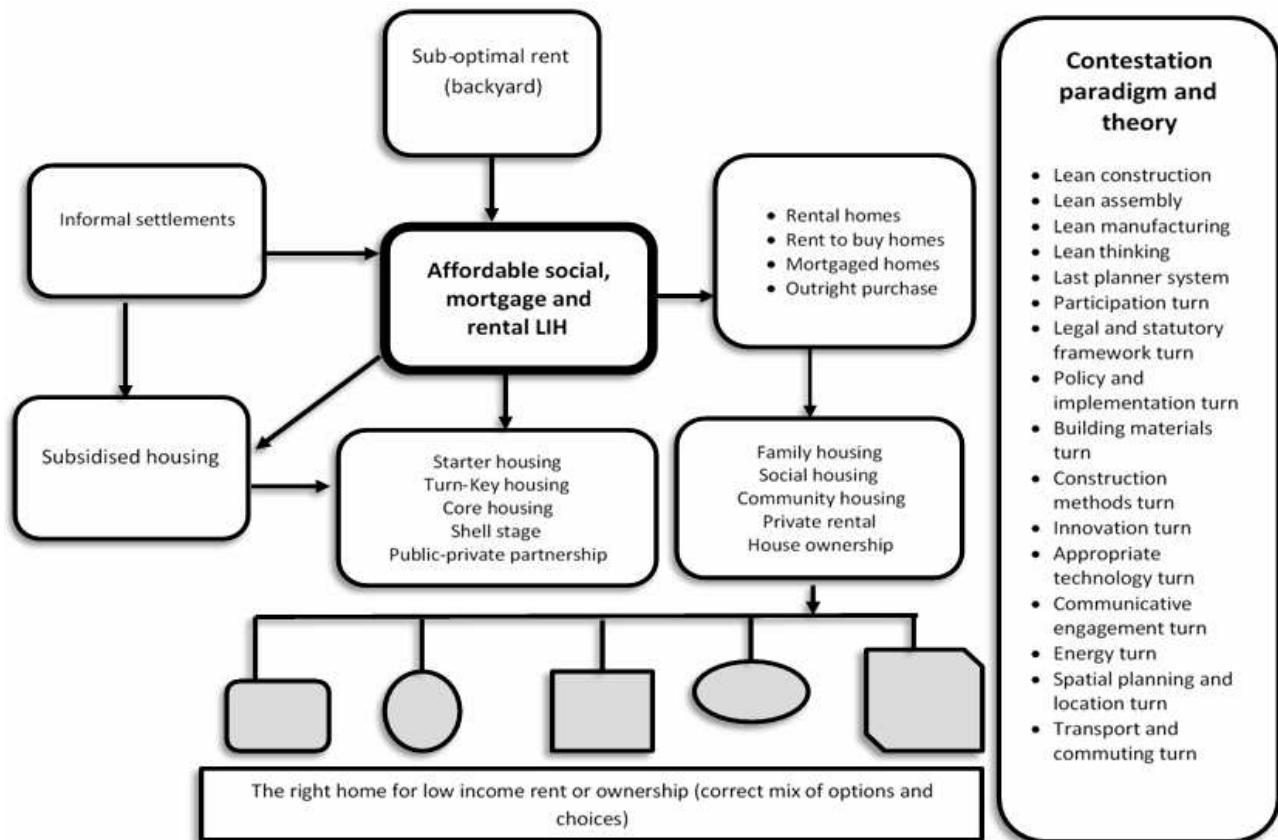 Sub-optimal rent
(backyard)
Informal settlements
Affordable social,
mortgage and
rental LIH
• Rental homes
• Rent to buy homes
• Mortgaged homes
• Outright purchase
Subsidised housing
Starter housing
Turn-Key housing
Core housing
Shell stage
Public-private partnership
Family housing
Social housing
Community housing
Private rental
House ownership
The right home for low income rent or ownership (correct mix of options and
choices)
Contestation
paradigm and
theory
• Lean construction
• Lean assembly
• Lean manufacturing
• Lean thinking
• Last planner system
• Participation turn
• Legal and statutory
framework turn
• Policy and
implementation turn
• Building materials
turn
• Construction
methods turn
• Innovation turn
• Appropriate
technology turn
• Communicative
engagement turn
• Energy turn
• Spatial planning and
location turn
• Transport and
commuting turn